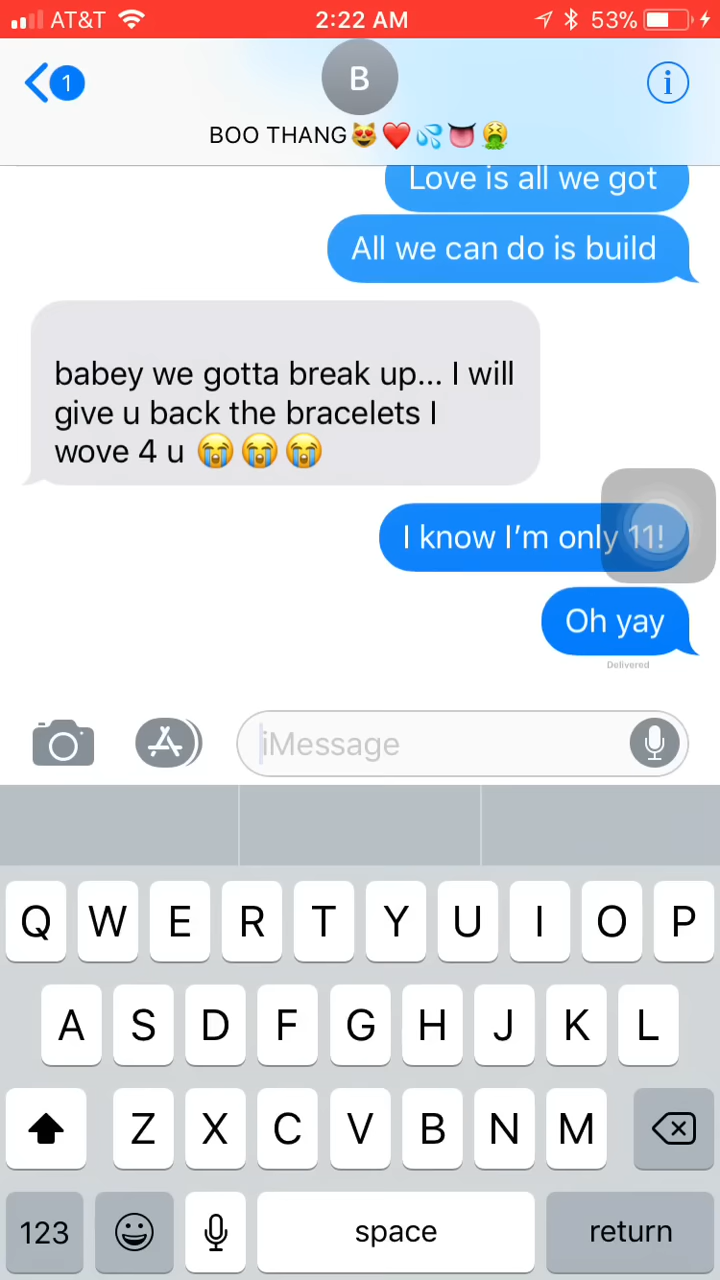 AT&T 2:22 AM 53%
1 B i
BOO THANG😻❤️💦👅🤮
Love is all we got
All we can do is build
babey we gotta break up... I will
give u back the bracelets I
wove 4 u 😭😭😭
I know I'm only 11!
Oh yay
Delivered
iMessage
Q W E R T Y U I O P
A S D F G H J K L
Z X C V B N M
123 space return